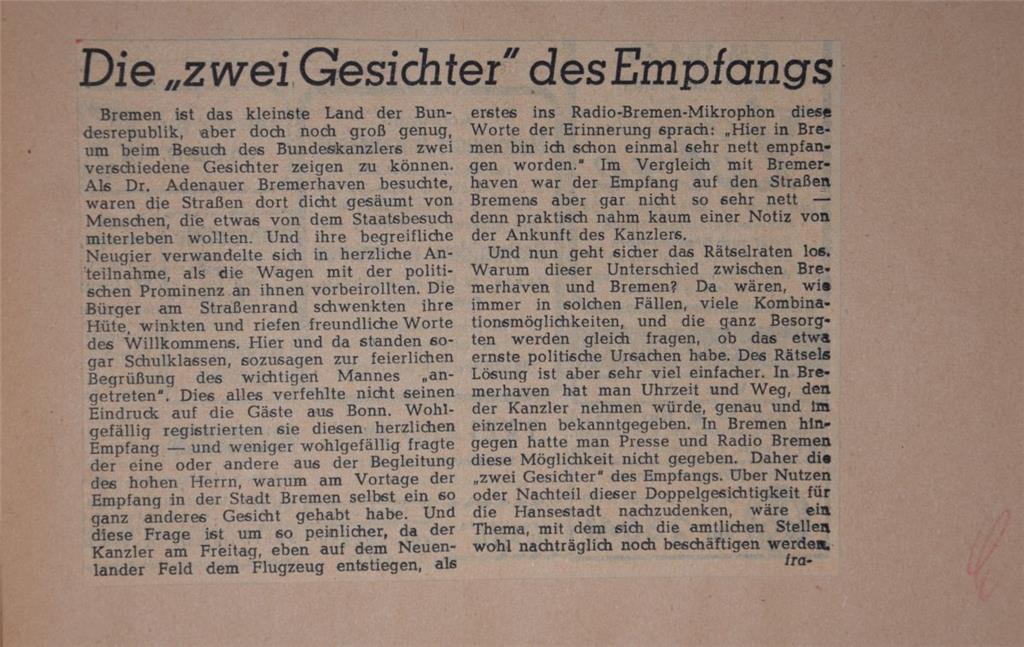 Die „zwei Gesichter" des Empfangs
Bremen ist das kleinste Land der Bun-
desrepublik, aber doch noch groß genug,
um beim Besuch des Bundeskanzlers zwei
verschiedene Gesichter zeigen zu können.
Als Dr. Adenauer Bremerhaven besuchte,
waren die Straßen dort dicht gesäumt von
Menschen, die etwas von dem Staatsbesuch
miterleben wollten. Und ihre begreifliche
Neugier verwandelte sich in herzliche An-
teilnahme, als die Wagen mit der politi-
schen Prominenz an ihnen vorbeirollten. Die
Bürger am Straßenrand schwenkten ihre
Hüte, winkten und riefen freundliche Worte
des Willkommens. Hier und da standen so-
gar Schulklassen, sozusagen zur feierlichen
Begrüßung des wichtigen Mannes „an-
getreten". Dies alles verfehlte nicht seinen
Eindruck auf die Gäste aus Bonn. Wohl-
gefällig registrierten sie diesen herzlichen
Empfang — und weniger wohlgefällig fragte
der eine oder andere aus der Begleitung
des hohen Herrn, warum am Vortage der
Empfang in der Stadt Bremen selbst ein so
ganz anderes Gesicht gehabt habe. Und
diese Frage ist um so peinlicher, da der
Kanzler am Freitag, eben auf dem Neuen-
lander Feld dem Flugzeug entstiegen, als
erstes ins Radio-Bremen-Mikrophon diese
Worte der Erinnerung sprach: „Hier in Bre-
men bin ich schon einmal sehr nett empfan-
gen worden." Im Vergleich mit Bremer-
haven war der Empfang auf den Straßen
Bremens aber gar nicht so sehr nett —
denn praktisch nahm kaum einer Notiz von
der Ankunft des Kanzlers.
Und nun geht sicher das Rätselraten los.
Warum dieser Unterschied zwischen Bre-
merhaven und Bremen? Da wären, wie
immer in solchen Fällen, viele Kombina-
tionsmöglichkeiten, und die ganz Besorg-
ten werden gleich fragen, ob das etwa
ernste politische Ursachen habe. Des Rätsels
Lösung ist aber sehr viel einfacher. In Bre-
merhaven hat man Uhrzeit und Weg, den
der Kanzler nehmen würde, genau und im
einzelnen bekanntgegeben. In Bremen hin-
gegen hatte man Presse und Radio Bremen
diese Möglichkeit nicht gegeben. Daher die
„zwei Gesichter" des Empfangs. Über Nutzen
oder Nachteil dieser Doppelgesichtigkeit für
die Hansestadt nachzudenken, wäre ein
Thema, mit dem sich die amtlichen Stellen
wohl nachträglich noch beschäftigen werden.
fra-